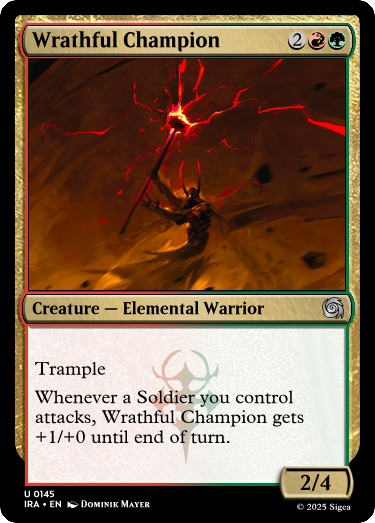 Wrathful Champion 2
Creature — Elemental Warrior
Trample
Whenever a Soldier you control
attacks, Wrathful Champion gets
+1/+0 until end of turn.
2/4
U 0145
IRA • EN Dominik Mayer
© 2025 Sigea